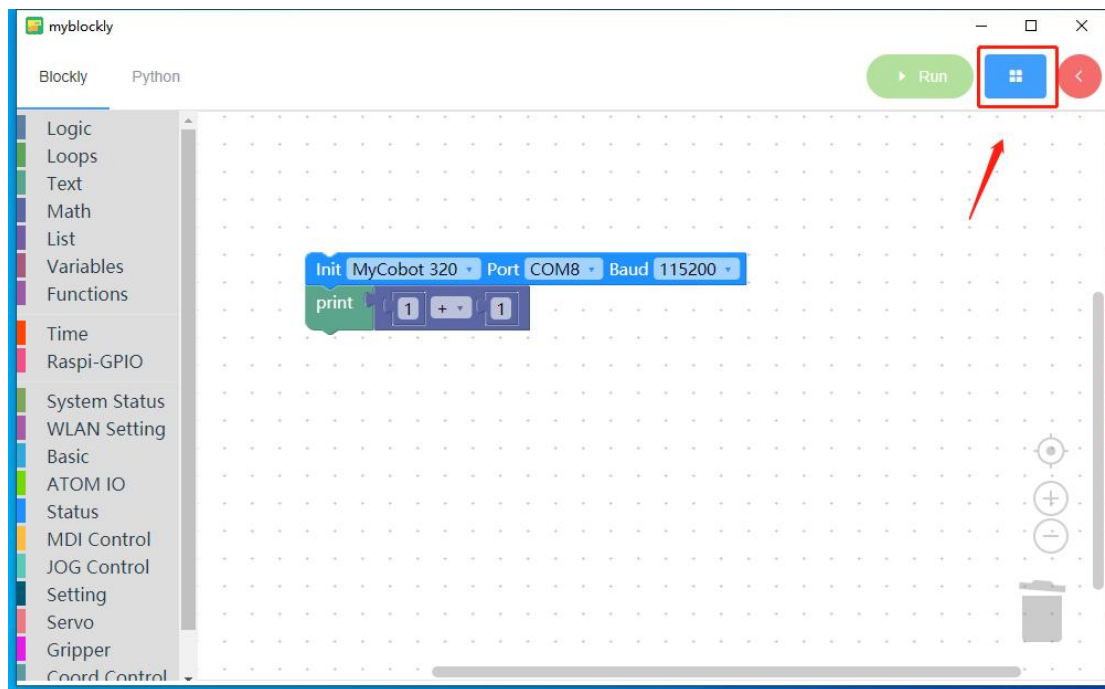 myblockly
Blockly Python Run
Logic
Loops
Text
Math
List
Variables
Functions
Time
Raspi-GPIO
System Status
WLAN Setting
Basic
ATOM IO
Status
MDI Control
JOG Control
Setting
Servo
Gripper
Coord Control
Init MyCobot 320 Port COM8 Baud 115200
print 1 + 1